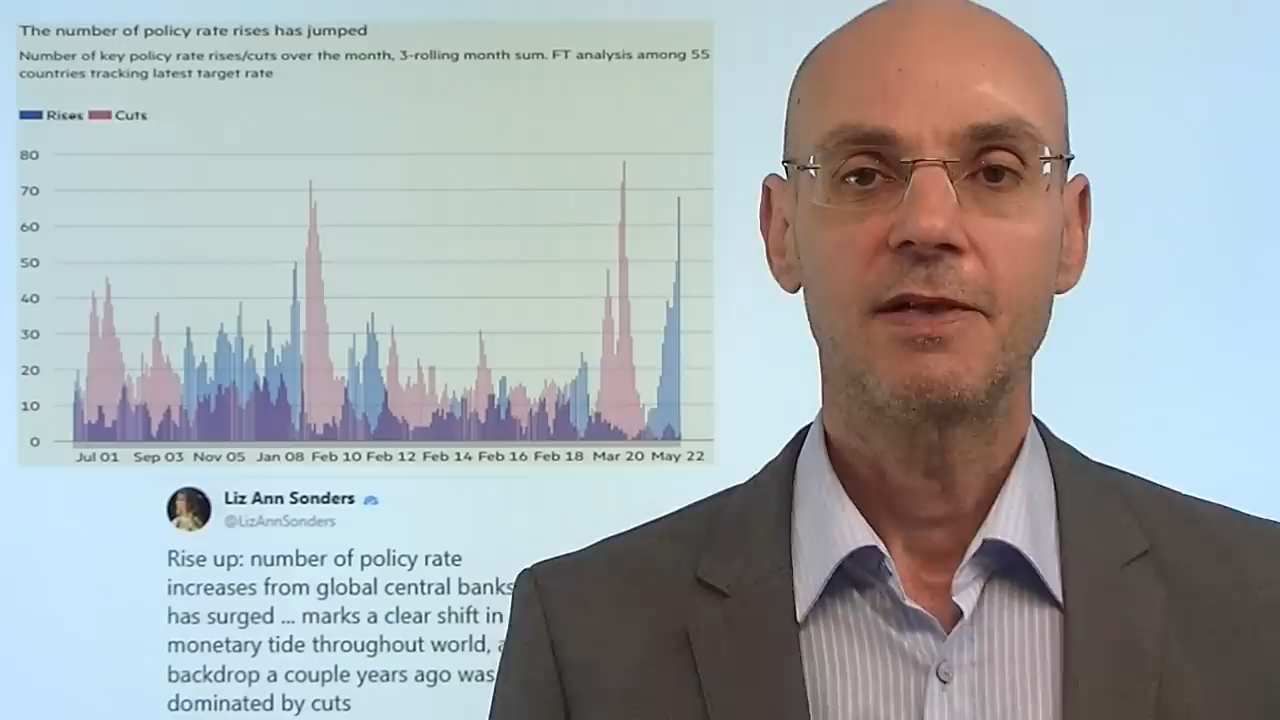 The number of policy rate rises has jumped
Number of key policy rate rises/cuts over the month, 3-rolling month sum. FT analysis among 55
countries tracking latest target rate
Rises Cuts
80
70
60
50
40
30
20
10
0
Jul 01 Sep 03 Nov 05 Jan 08 Feb 10 Feb 12 Feb 14 Feb 16 Feb 18 Mar 20 May 22
Liz Ann Sonders
@LizAnnSonders
Rise up: number of policy rate
increases from global central banks
has surged ... marks a clear shift in
monetary tide throughout world,
backdrop a couple years ago was
dominated by cuts